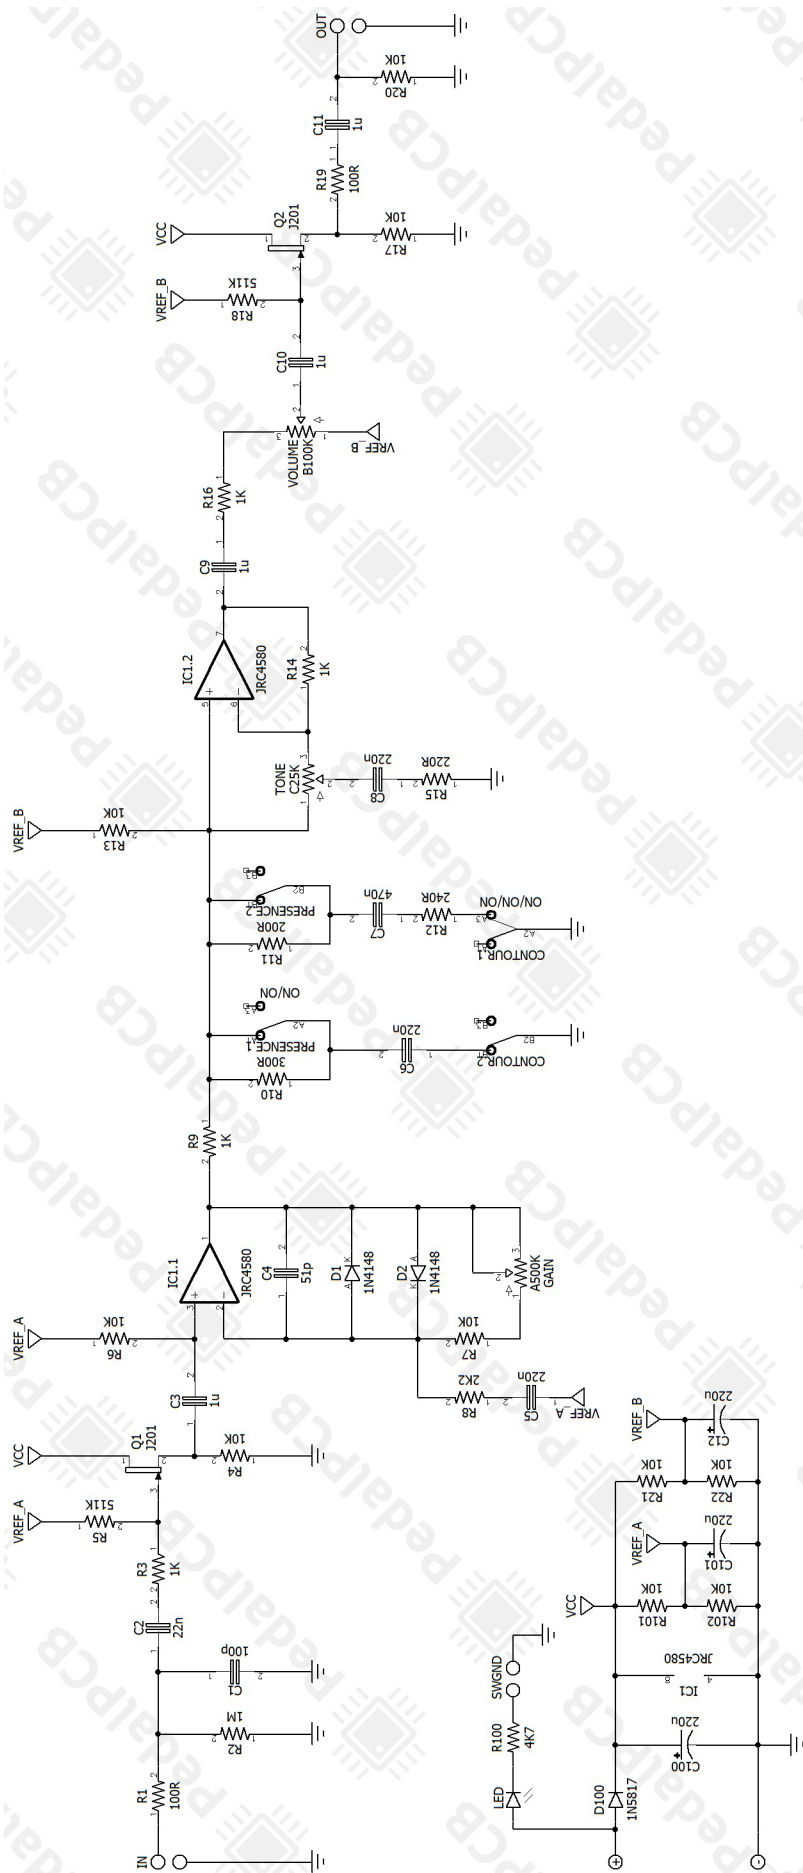 IN
R1
100R
R2
1M
C1
100p
C2
22n
R3
1K
VREF_A
R5
511K
VCC
Q1
J201
R4
10K
C3
1u
VREF_A
R6
10K
IC1.1
JRC4580
C4
51p
D1
1N4148
D2
1N4148
R7
10K
A500K
GAIN
R8
2K2
C5
220n
VREF_A
R9
1K
R10
300R
PRESENCE.1
ON/ON
C6
220n
CONTOUR.2
R11
200R
PRESENCE.2
C7
470n
R12
240R
CONTOUR.1
ON/ON/ON
VREF_B
R13
10K
TONE
C25K
C8
220n
R15
220R
IC1.2
JRC4580
R14
1K
C9
1u
R16
1K
VOLUME
B100K
VREF_B
C10
1u
VREF_B
R18
511K
VCC
Q2
J201
R17
10K
R19
100R
C11
1u
R20
10K
OUT
LED
R100
4K7
SWGND
D100
1N5817
C100
220u
IC1
JRC4580
VCC
R101
10K
R102
10K
VREF_A
C101
220u
R21
10K
R22
10K
VREF_B
C12
220u
PedalPCB